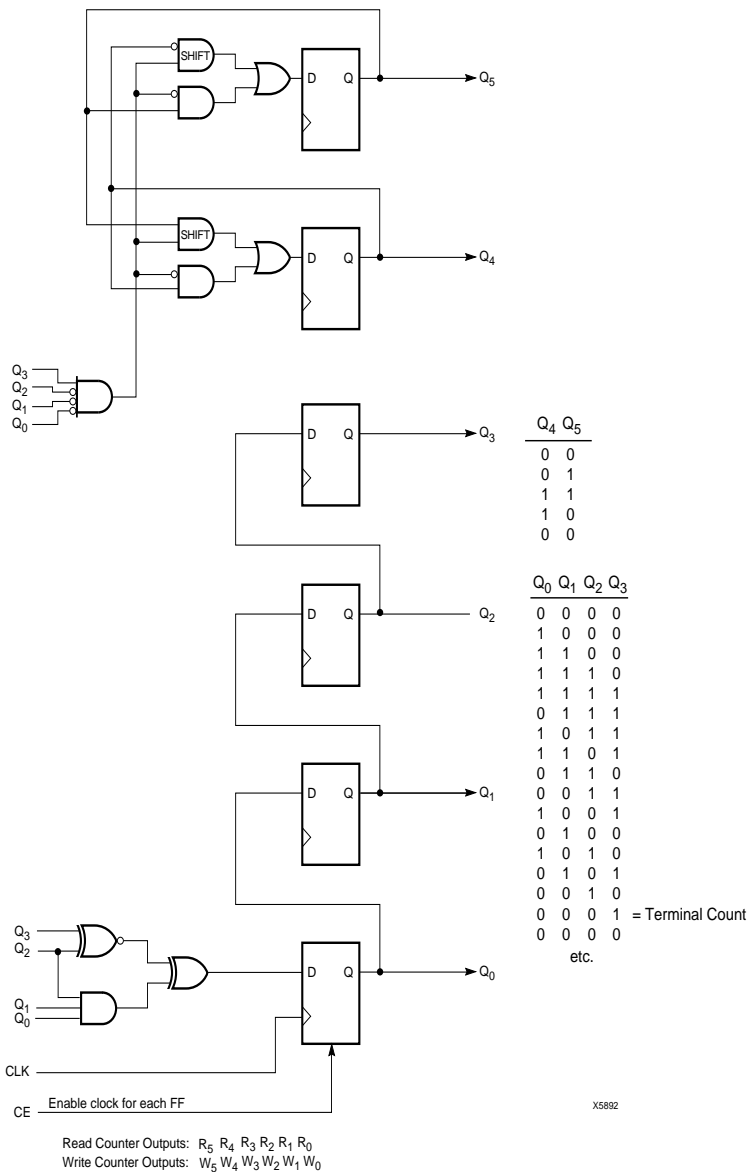 SHIFT
D Q
Q5
SHIFT
D Q
Q4
Q3
Q2
Q1
Q0
D Q
Q3
Q4 Q5
0 0
0 1
1 1
1 0
0 0
D Q
Q2
Q0 Q1 Q2 Q3
0 0 0 0
1 0 0 0
1 1 0 0
1 1 1 0
1 1 1 1
0 1 1 1
1 0 1 1
1 1 0 1
0 1 1 0
0 0 1 1
1 0 0 1
0 1 0 0
1 0 1 0
0 1 0 1
0 0 1 0
0 0 0 1 = Terminal Count
0 0 0 0
etc.
D Q
Q1
Q3
Q2
Q1
Q0
D Q
Q0
CLK
CE Enable clock for each FF
X5892
Read Counter Outputs: R5 R4 R3 R2 R1 R0
Write Counter Outputs: W5 W4 W3 W2 W1 W0